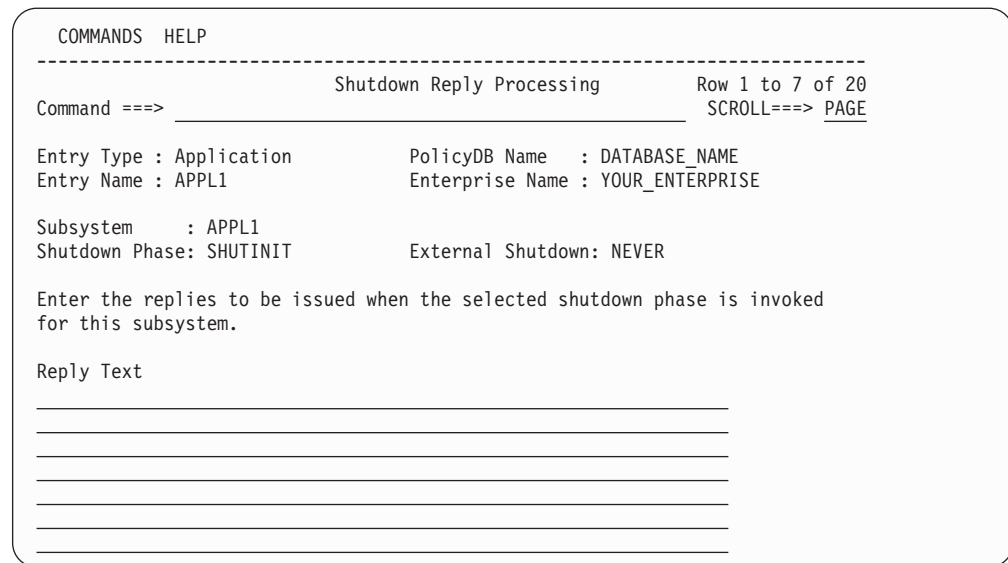 COMMANDS HELP
-------------------------------------------------------------------------------
Shutdown Reply Processing Row 1 to 7 of 20
Command ===> SCROLL===> PAGE
Entry Type : Application PolicyDB Name : DATABASE_NAME
Entry Name : APPL1 Enterprise Name : YOUR_ENTERPRISE
Subsystem : APPL1
Shutdown Phase: SHUTINIT External Shutdown: NEVER
Enter the replies to be issued when the selected shutdown phase is invoked
for this subsystem.
Reply Text